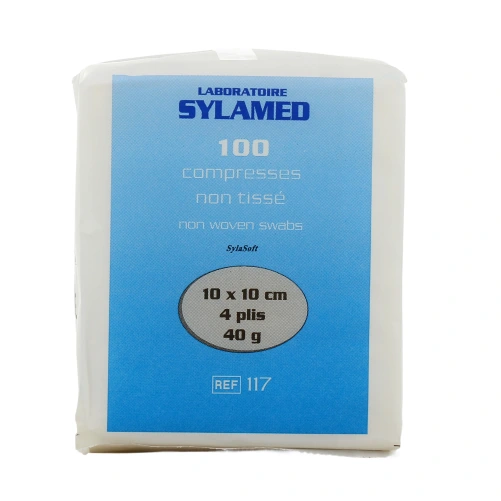 LABORATOIRE
SYLAMED
100
compresses
non tissé
non woven swabs
SylaSoft
10 x 10 cm
4 plis
40 g
REF 117